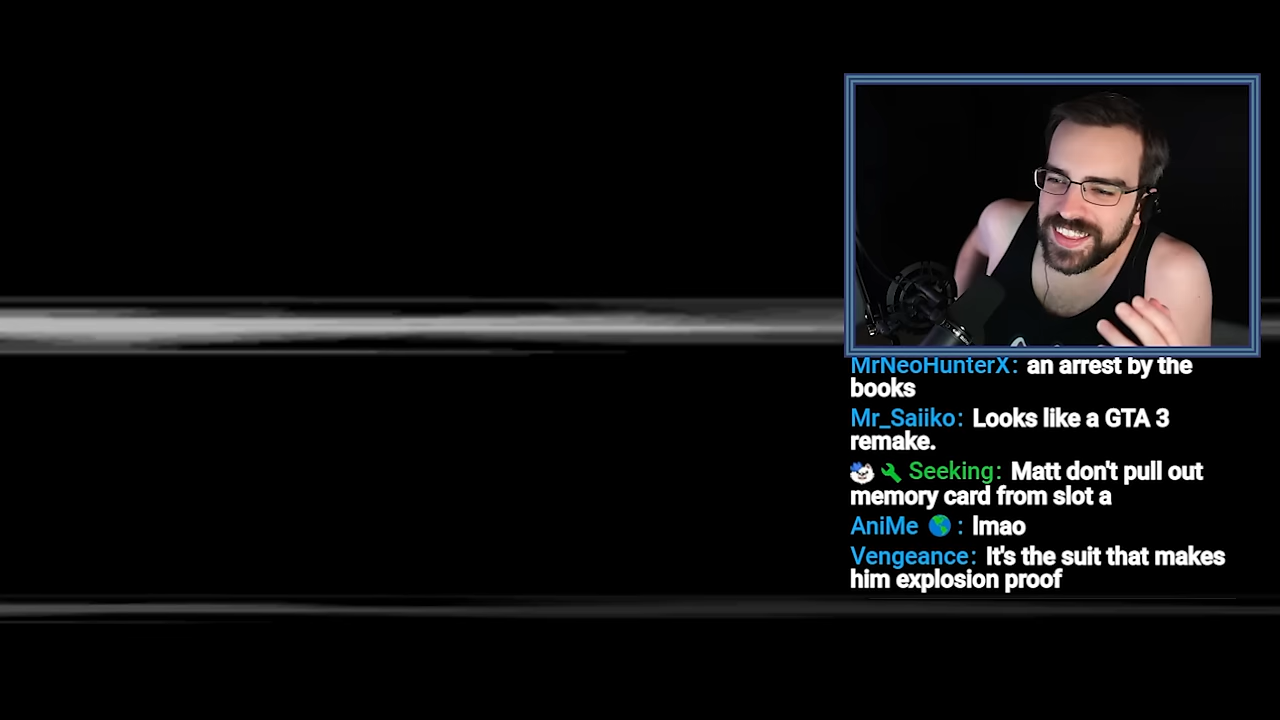 MrNeoHunterX: an arrest by the
books
Mr_Saiiko: Looks like a GTA 3
remake.
Seeking: Matt don't pull out
memory card from slot a
AniMe : lmao
Vengeance: It's the suit that makes
him explosion proof